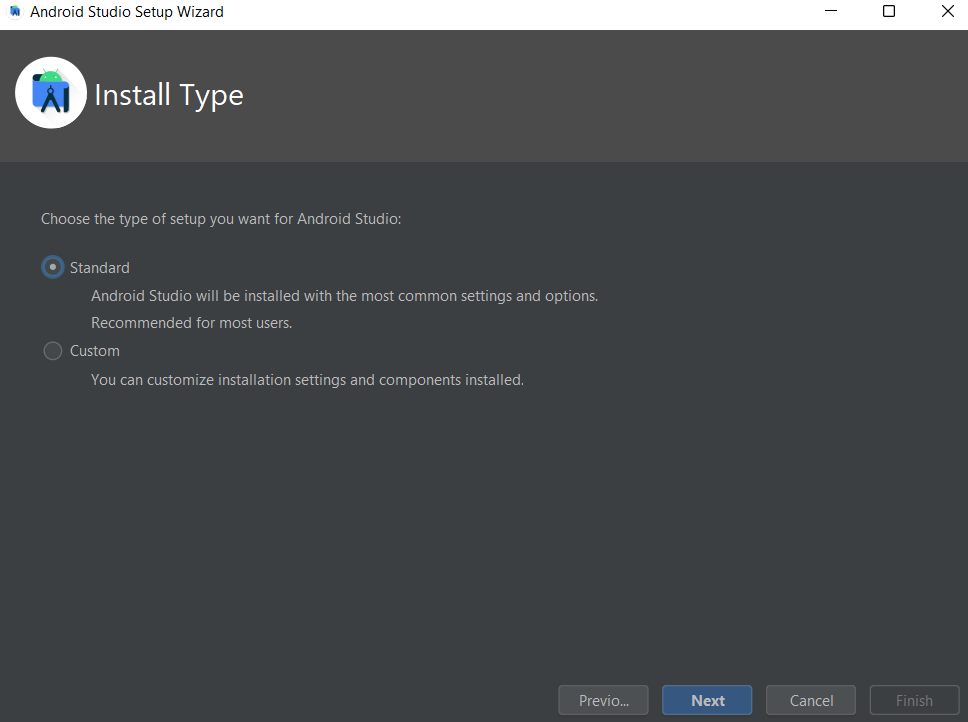 Android Studio Setup Wizard
Install Type
Choose the type of setup you want for Android Studio:
Standard
Android Studio will be installed with the most common settings and options.
Recommended for most users.
Custom
You can customize installation settings and components installed.
Previo...
Next
Cancel
Finish